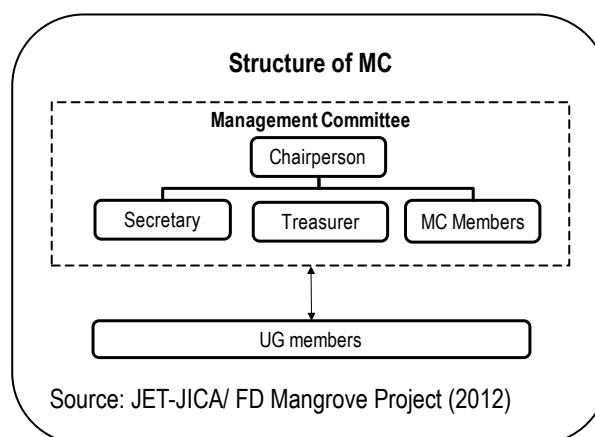 Structure of MC
Management Committee
Chairperson
Secretary Treasurer MC Members
UG members
Source: JET-JICA/ FD Mangrove Project (2012)